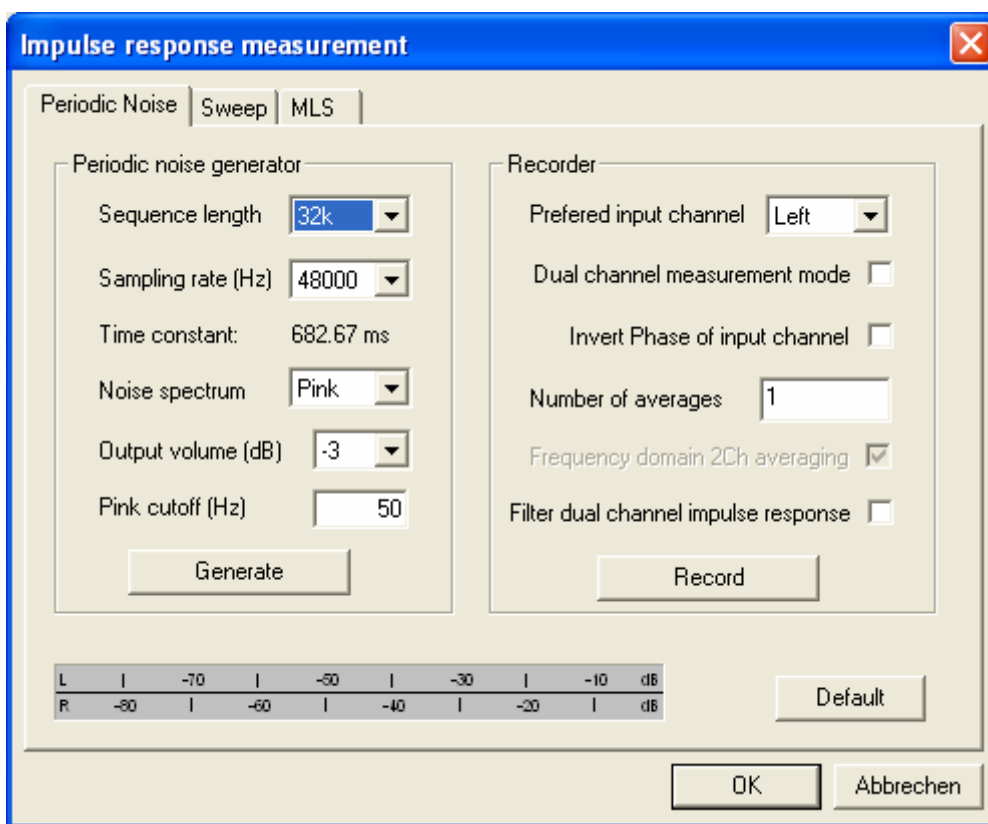 Impulse response measurement
Periodic Noise
Sweep
MLS
Periodic noise generator
Sequence length 32k
Sampling rate (Hz) 48000
Time constant: 682.67 ms
Noise spectrum Pink
Output volume (dB) -3
Pink cutoff (Hz) 50
Generate
Recorder
Prefered input channel Left
Dual channel measurement mode
Invert Phase of input channel
Number of averages 1
Frequency domain 2Ch averaging
Filter dual channel impulse response
Record
L | -70 | -50 | -30 | -10 dB
R -80 | -60 | -40 | -20 | dB
Default
OK
Abbrechen